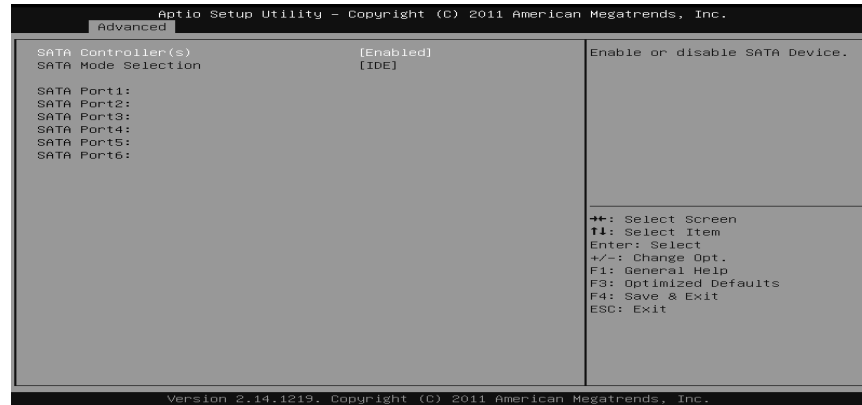 Aptio Setup Utility – Copyright (C) 2011 American Megatrends, Inc.
Advanced
SATA Controller(s) [Enabled]
SATA Mode Selection [IDE]
SATA Port1:
SATA Port2:
SATA Port3:
SATA Port4:
SATA Port5:
SATA Port6:
Enable or disable SATA Device.
→←: Select Screen
↑↓: Select Item
Enter: Select
+/-: Change Opt.
F1: General Help
F3: Optimized Defaults
F4: Save & Exit
ESC: Exit
Version 2.14.1219. Copyright (C) 2011 American Megatrends, Inc.